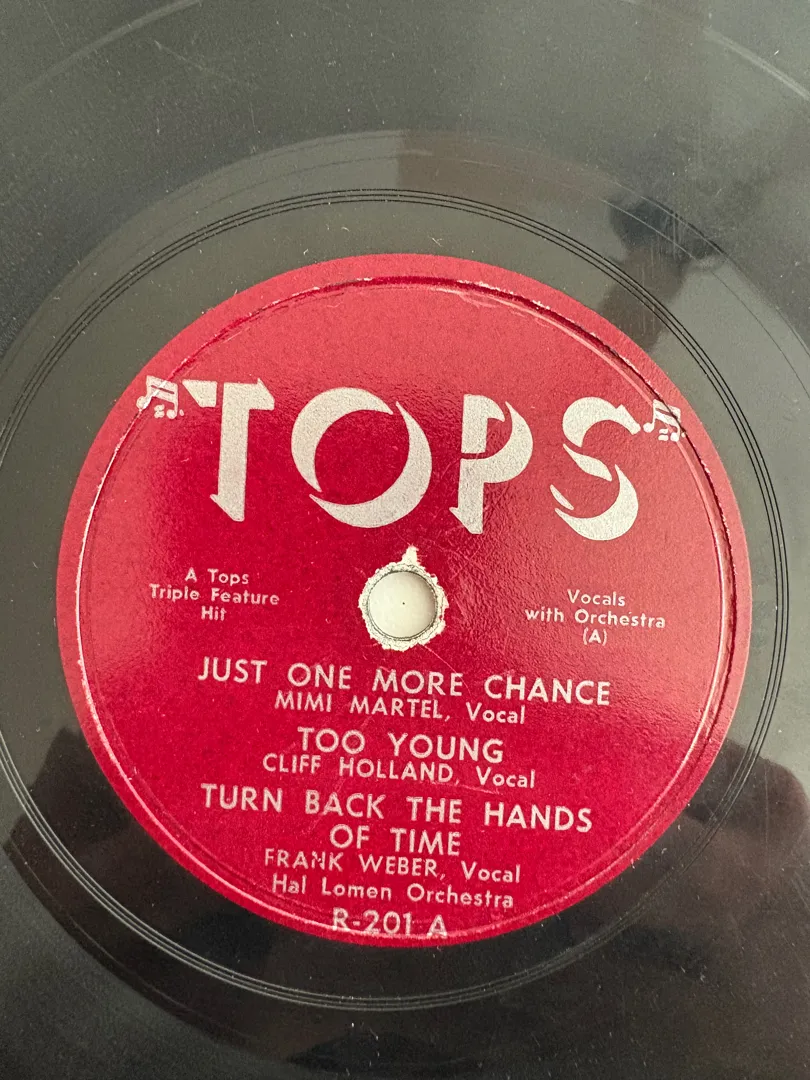 TOPS
A Tops
Triple Feature
Hit
Vocals
with Orchestra
(A)
JUST ONE MORE CHANCE
MIMI MARTEL, Vocal
TOO YOUNG
CLIFF HOLLAND, Vocal
TURN BACK THE HANDS
OF TIME
FRANK WEBER, Vocal
Hal Lomen Orchestra
R-201 A